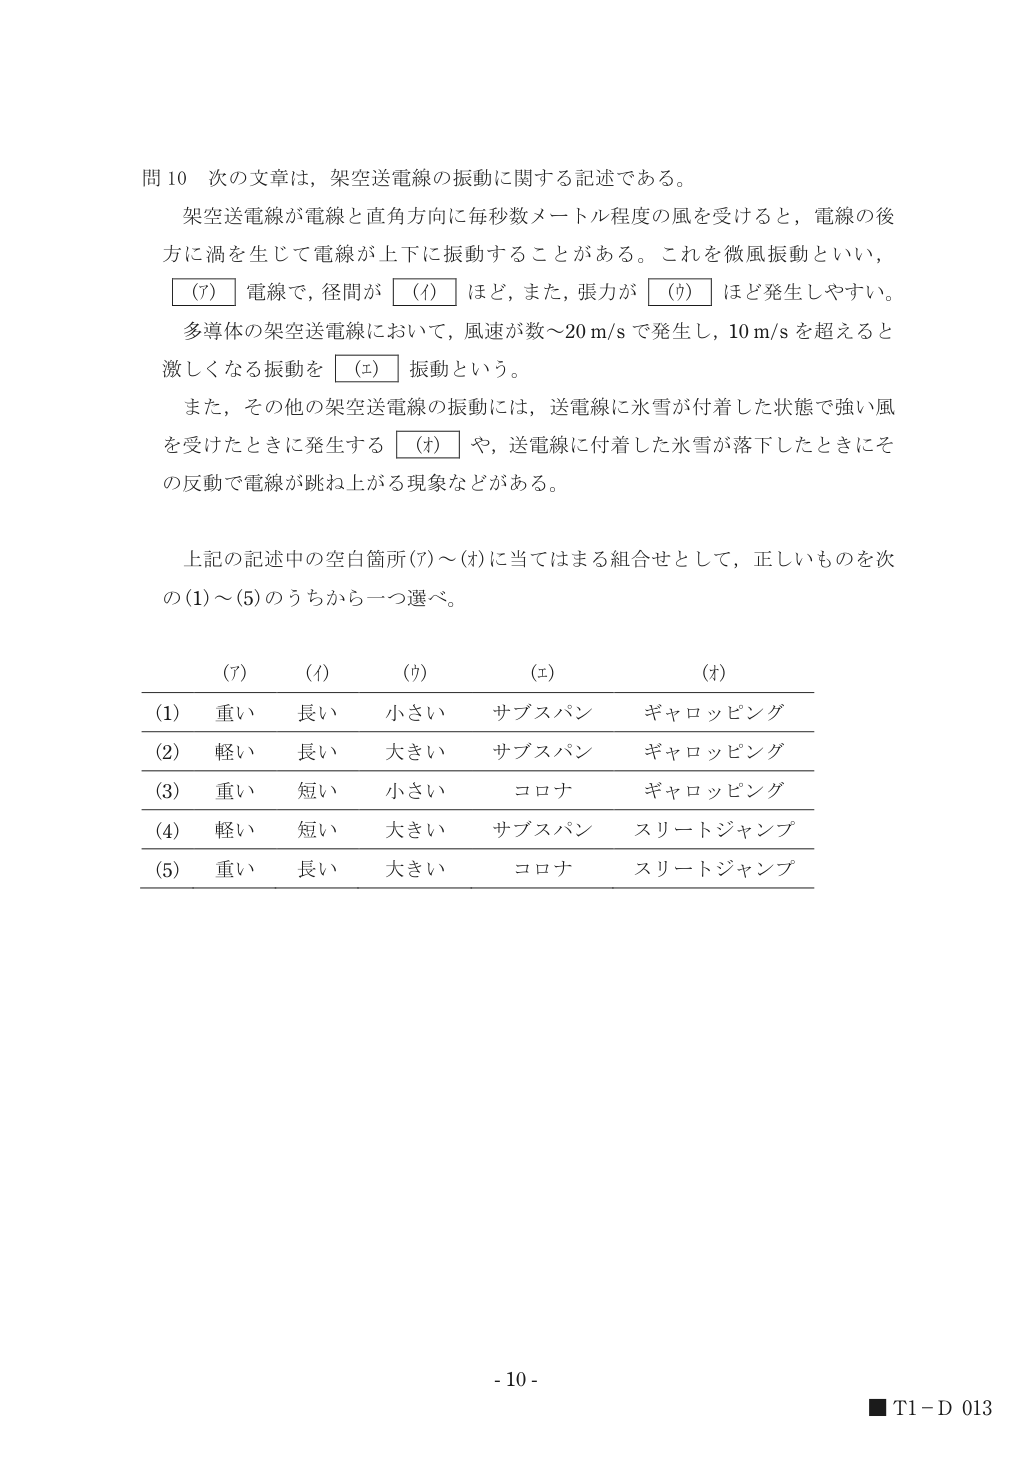 問 10　次の文章は，架空送電線の振動に関する記述である。
架空送電線が電線と直角方向に毎秒数メートル程度の風を受けると，電線の後
方に渦を生じて電線が上下に振動することがある。これを微風振動といい，
(ア) 電線で，径間が (イ) ほど，また，張力が (ウ) ほど発生しやすい。
多導体の架空送電線において，風速が数～20 m/s で発生し，10 m/s を超えると
激しくなる振動を (エ) 振動という。
また，その他の架空送電線の振動には，送電線に氷雪が付着した状態で強い風
を受けたときに発生する (オ) や，送電線に付着した氷雪が落下したときにそ
の反動で電線が跳ね上がる現象などがある。
上記の記述中の空白箇所(ア)～(オ)に当てはまる組合せとして，正しいものを次
の(1)～(5)のうちから一つ選べ。
(ア) (イ) (ウ) (エ) (オ)
(1) 重い 長い 小さい サブスパン ギャロッピング
(2) 軽い 長い 大きい サブスパン ギャロッピング
(3) 重い 短い 小さい コロナ ギャロッピング
(4) 軽い 短い 大きい サブスパン スリートジャンプ
(5) 重い 長い 大きい コロナ スリートジャンプ
- 10 -
■ T1－D 013